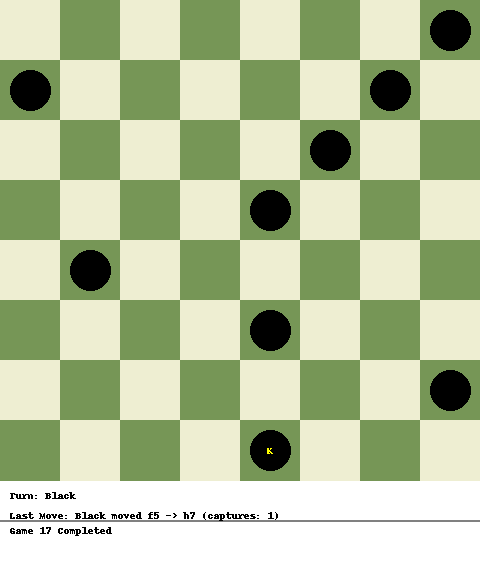 K
Turn: Black
Last Move: Black moved f5 -> h7 (captures: 1)
Game 17 Completed